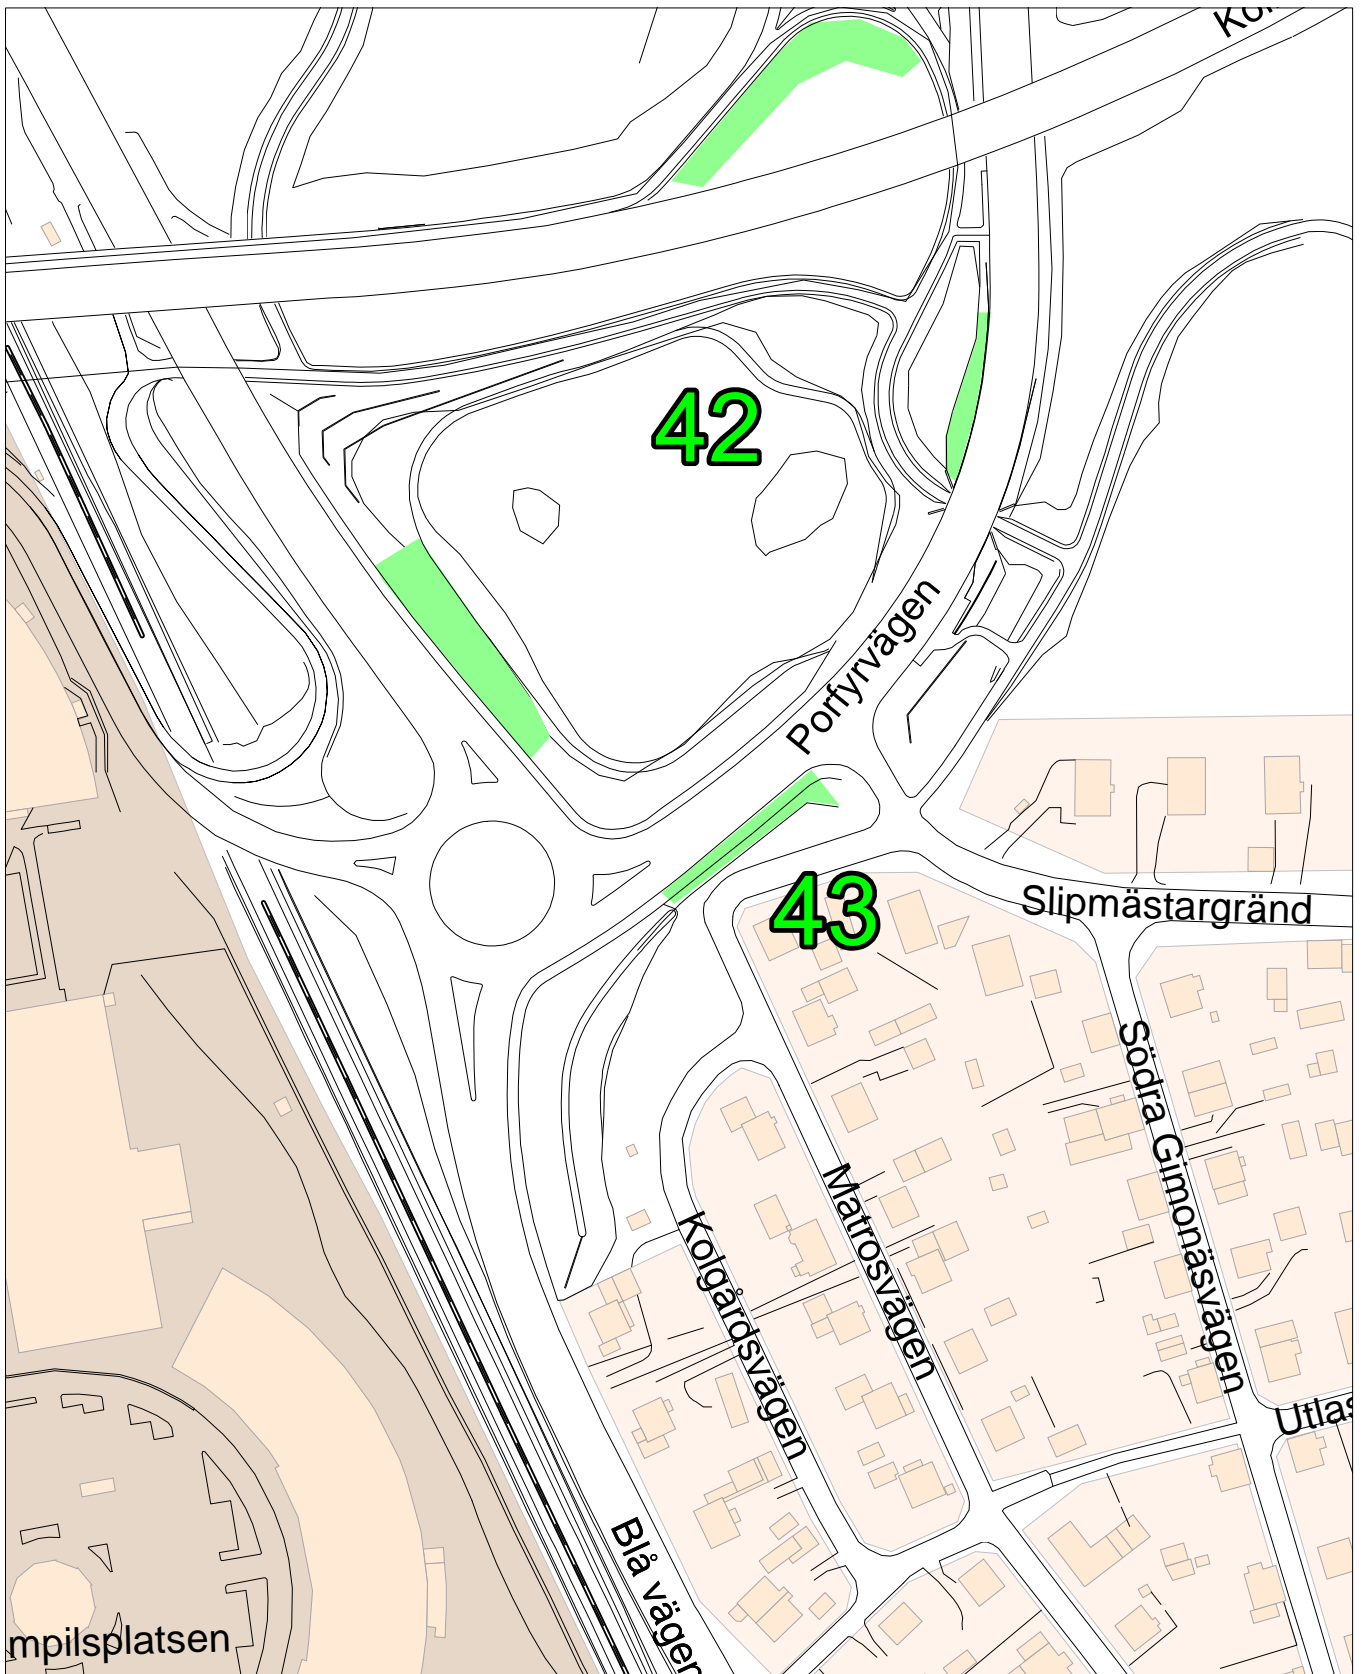 42
Porfyrvägen
43
Slipmästargränd
Södra Gimonäsvägen
Matrosvägen
Kolgårdsvägen
Utlas
Blå vägen
mpilsplatsen